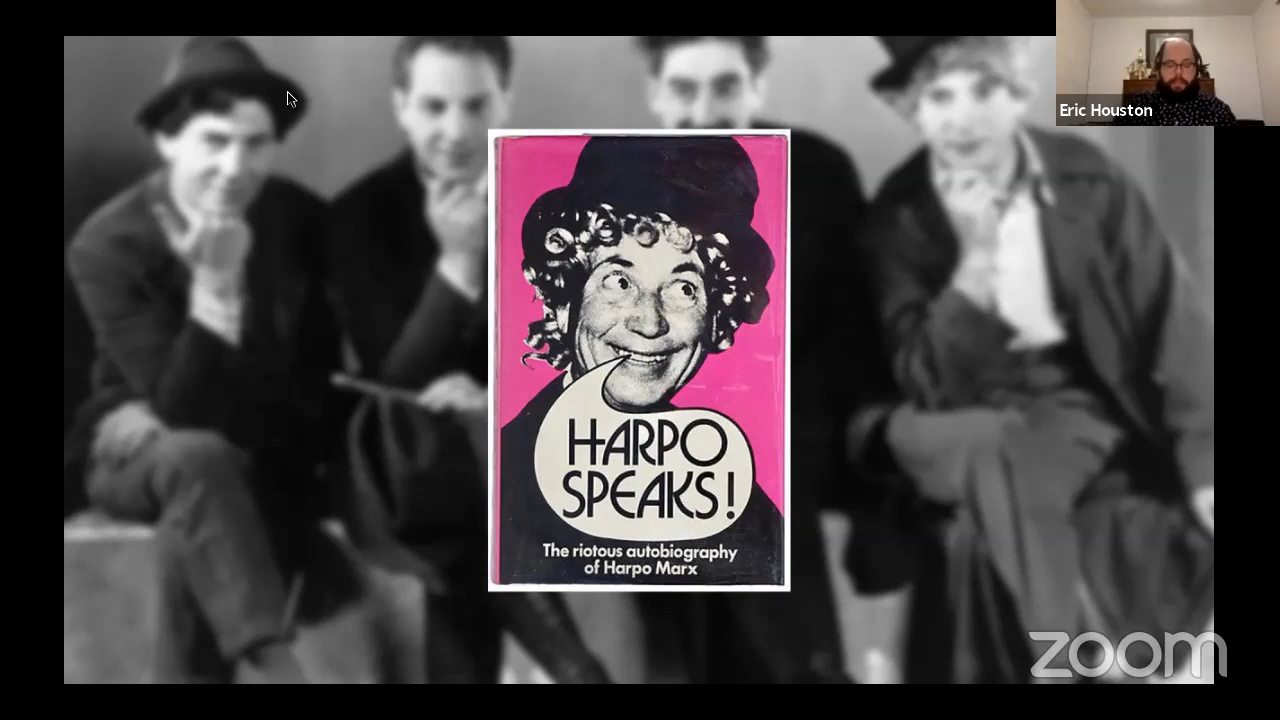 Eric Houston
HARPO
SPEAKS!
The riotous autobiography
of Harpo Marx
zoom